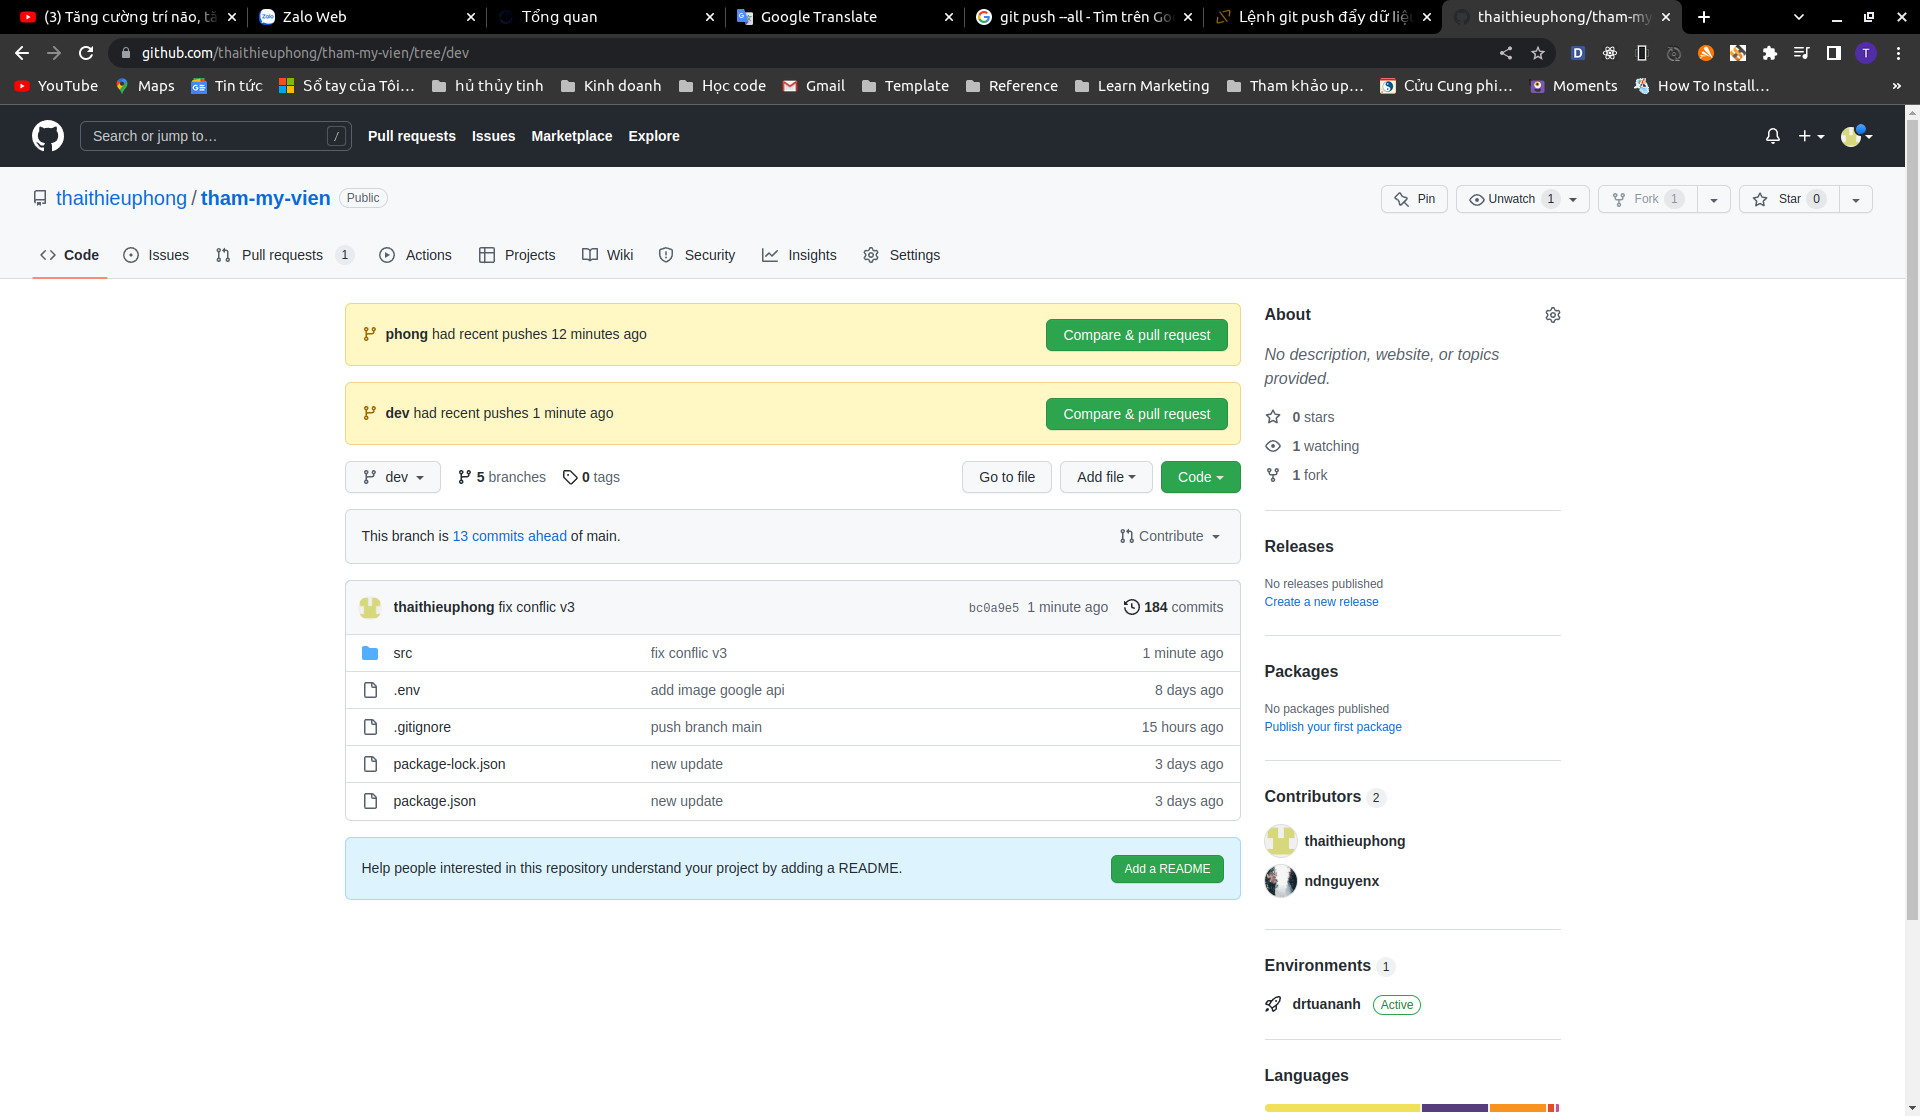 (3) Tăng cường trí não, tă
Zalo Web
Tổng quan
Google Translate
git push --all - Tìm trên Go
Lệnh git push đẩy dữ liệu
thaithieuphong/tham-my
github.com/thaithieuphong/tham-my-vien/tree/dev
YouTube
Maps
Tin tức
Sổ tay của Tôi...
hủ thủy tinh
Kinh doanh
Học code
Gmail
Template
Reference
Learn Marketing
Tham khảo up...
Cửu Cung phi...
Moments
How To Install...
»
Search or jump to...
/
Pull requests
Issues
Marketplace
Explore
thaithieuphong / tham-my-vien
Public
Pin
Unwatch 1
Fork 1
Star 0
Code
Issues
Pull requests 1
Actions
Projects
Wiki
Security
Insights
Settings
phong had recent pushes 12 minutes ago
Compare & pull request
dev had recent pushes 1 minute ago
Compare & pull request
dev
5 branches
0 tags
Go to file
Add file
Code
This branch is 13 commits ahead of main.
Contribute
thaithieuphong fix conflic v3
bc0a9e5 1 minute ago
184 commits
src fix conflic v3 1 minute ago
.env add image google api 8 days ago
.gitignore push branch main 15 hours ago
package-lock.json new update 3 days ago
package.json new update 3 days ago
Help people interested in this repository understand your project by adding a README.
Add a README
About
No description, website, or topics
provided.
0 stars
1 watching
1 fork
Releases
No releases published
Create a new release
Packages
No packages published
Publish your first package
Contributors 2
thaithieuphong
ndnguyenx
Environments 1
drtuananh Active
Languages